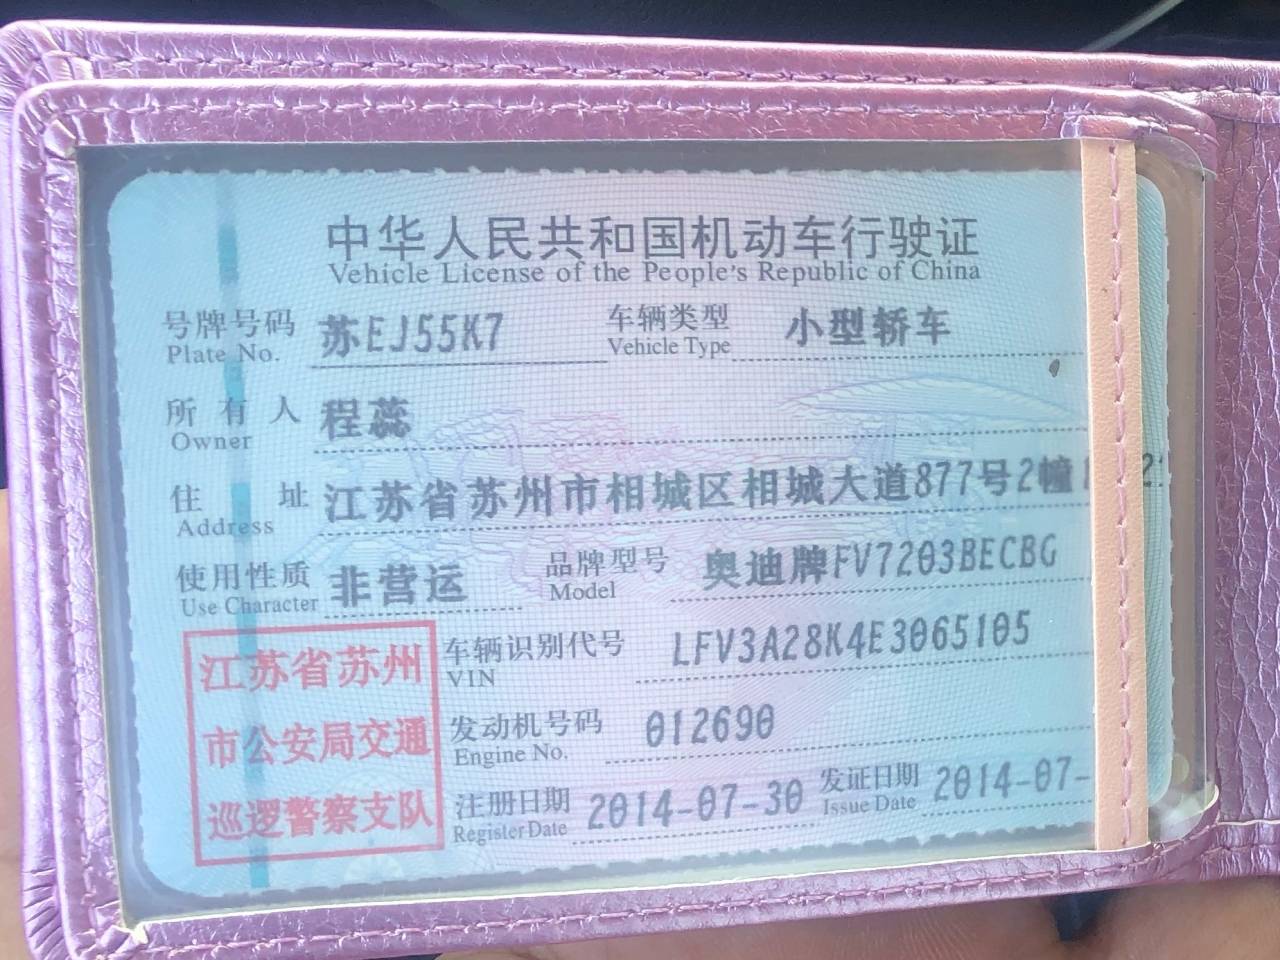 中华人民共和国机动车行驶证
Vehicle License of the People's Republic of China
号牌号码 苏EJ55K7 车辆类型 小型轿车
Plate No. Vehicle Type
所有人 程蕊
Owner
住址 江苏省苏州市相城区相城大道877号2幢
Address
使用性质 非营运 品牌型号 奥迪牌FV7203BECBG
Use Character Model
江苏省苏州
市公安局交通
巡逻警察支队
车辆识别代号 LFV3A28K4E3065105
VIN
发动机号码 012690
Engine No.
注册日期 2014-07-30 发证日期 2014-07-
Register Date Issue Date